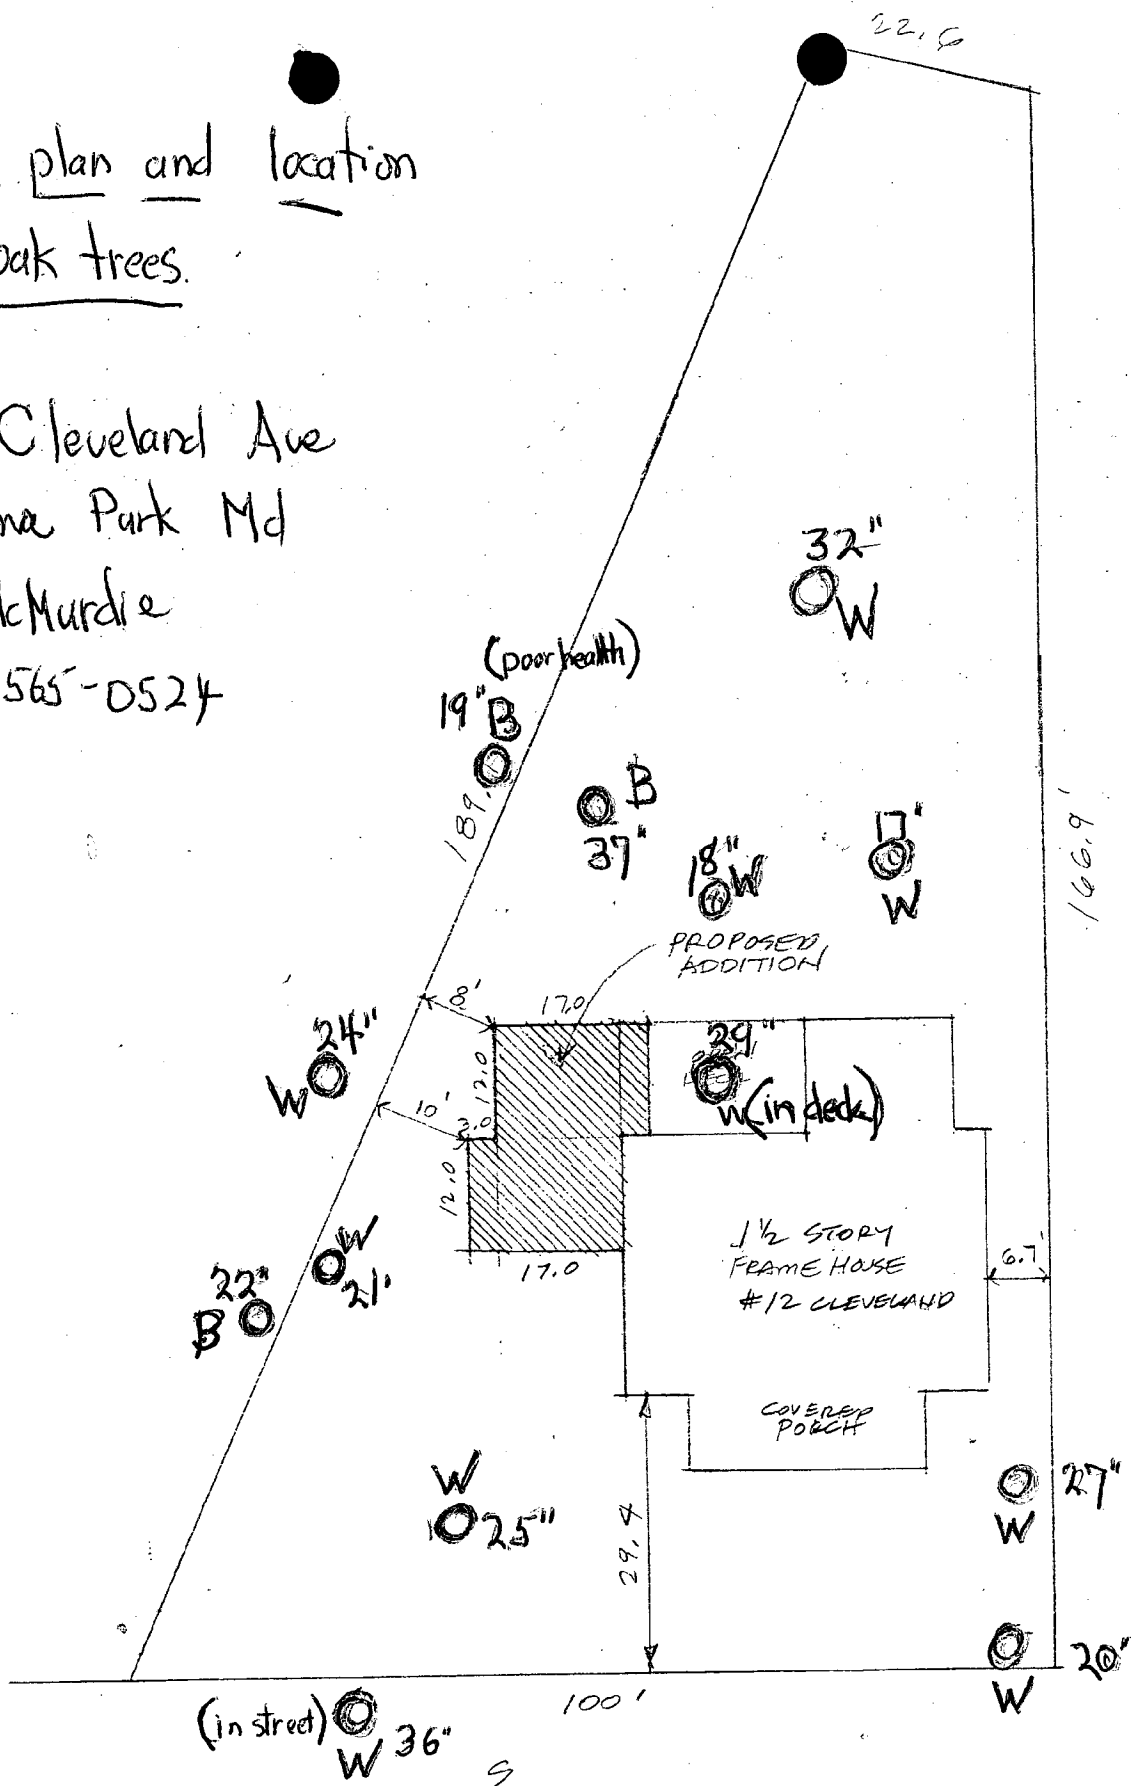 22.6
plan and location
oak trees.
Cleveland Ave
Park Md
McMurdie
565-0524
32"
W
(poor health)
19" B
189.
B
37"
18" W
17"
W
166.9'
PROPOSED
ADDITION
8'
17.0
24"
W
29"
W (in deck)
12.0
10'
3.0
12.0
17.0
1 1/2 STORY
FRAME HOUSE
#12 CLEVELAND
6.7'
W
21"
22"
B
COVERED
PORCH
W
25"
29.4
27"
W
20"
W
100'
(in street)
W 36"
S